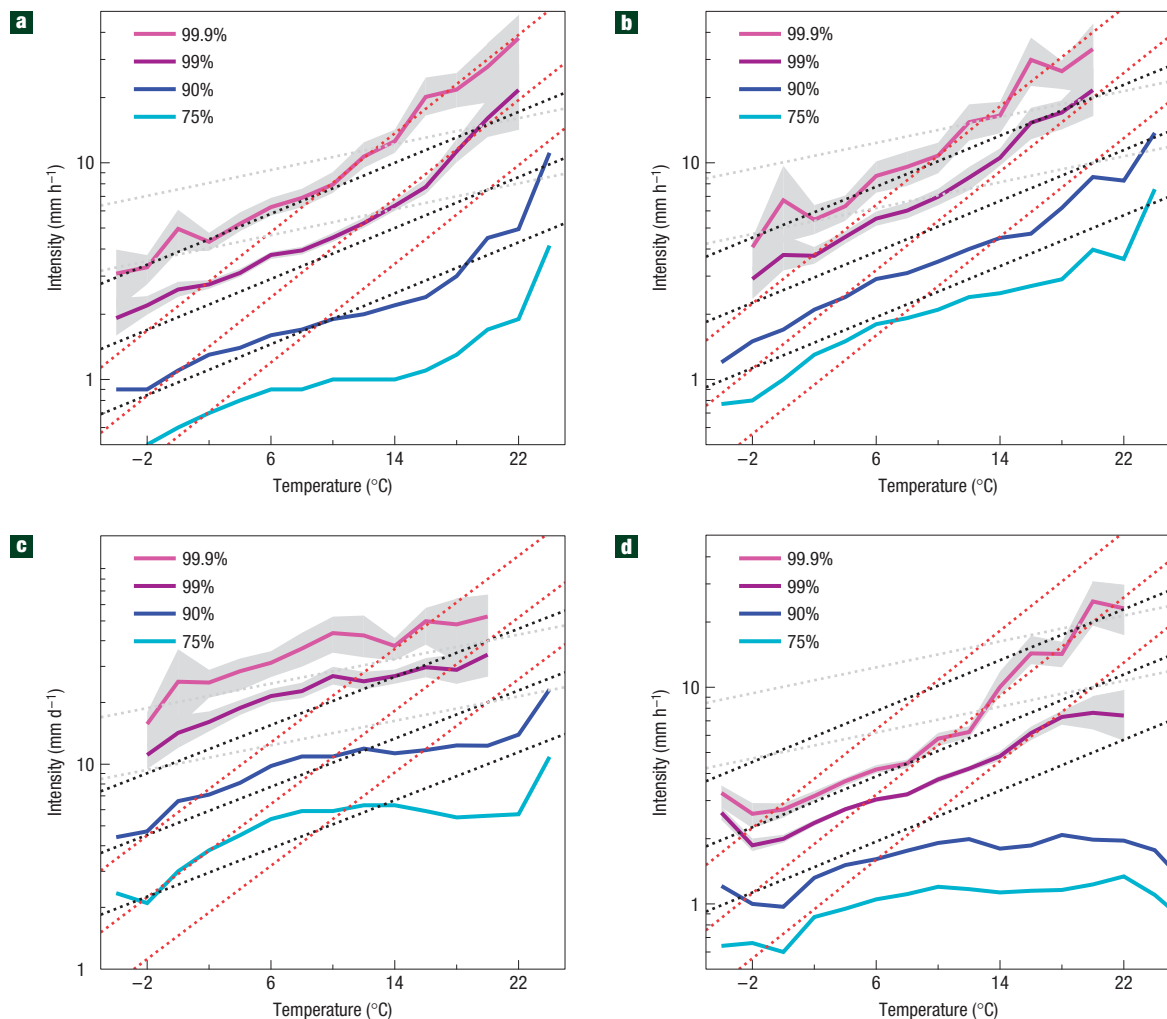 a
99.9%
99%
90%
75%
10
1
Intensity (mm h⁻¹)
−2 6 14 22
Temperature (°C)
b
99.9%
99%
90%
75%
10
1
Intensity (mm h⁻¹)
−2 6 14 22
Temperature (°C)
c
99.9%
99%
90%
75%
10
1
Intensity (mm d⁻¹)
−2 6 14 22
Temperature (°C)
d
99.9%
99%
90%
75%
10
1
Intensity (mm h⁻¹)
−2 6 14 22
Temperature (°C)